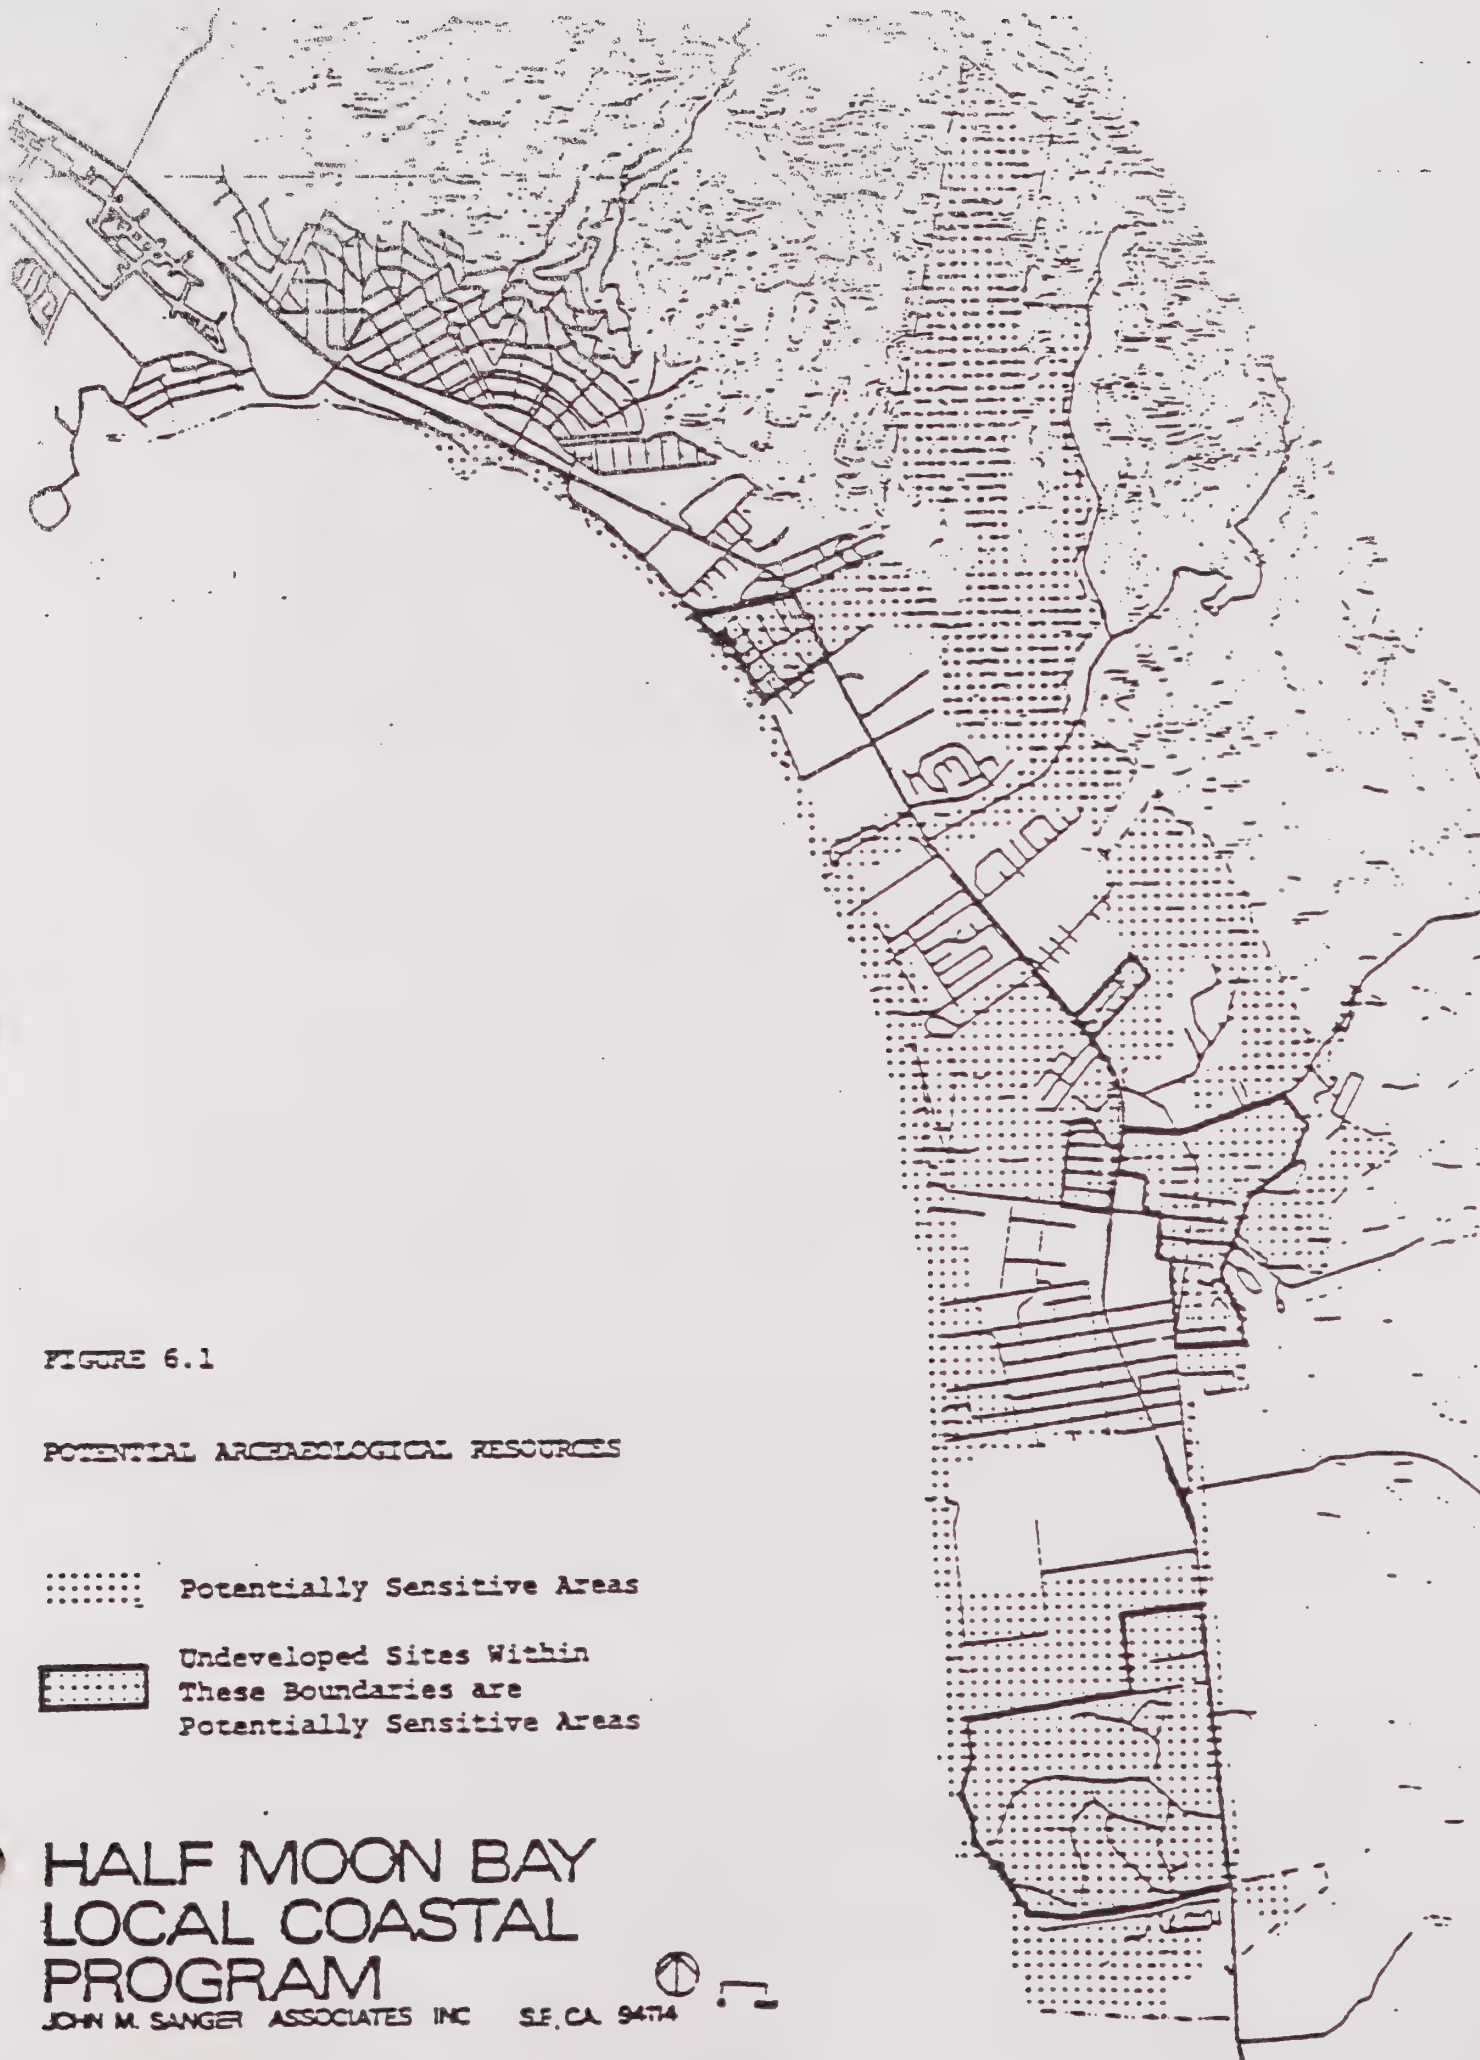 FIGURE 6.1
POTENTIAL ARCHAEOLOGICAL RESOURCES
Potentially Sensitive Areas
Undeveloped Sites Within
These Boundaries are
Potentially Sensitive Areas
HALF MOON BAY
LOCAL COASTAL
PROGRAM
JOHN M. SANGER ASSOCIATES INC S.F. CA. 94114